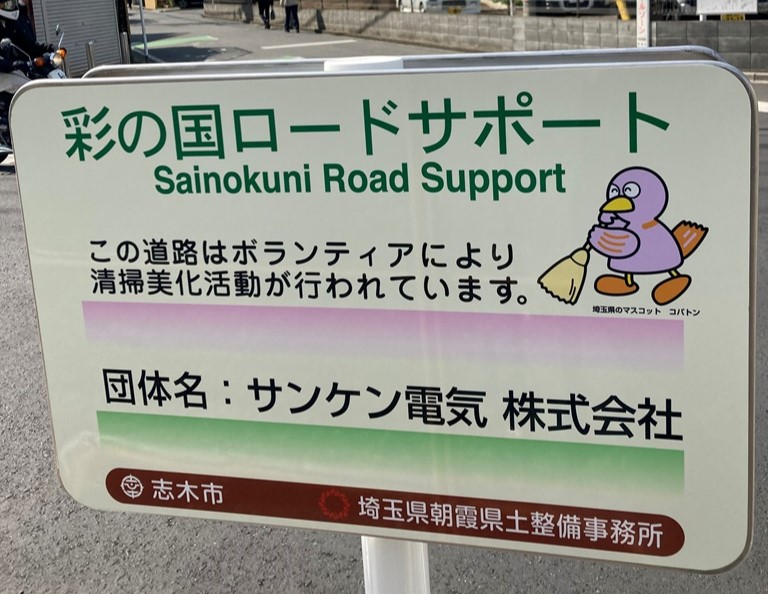 彩の国ロードサポート
Sainokuni Road Support
この道路はボランティアにより
清掃美化活動が行われています。
埼玉県のマスコット コバトン
団体名：サンケン電気 株式会社
志木市 埼玉県朝霞県土整備事務所